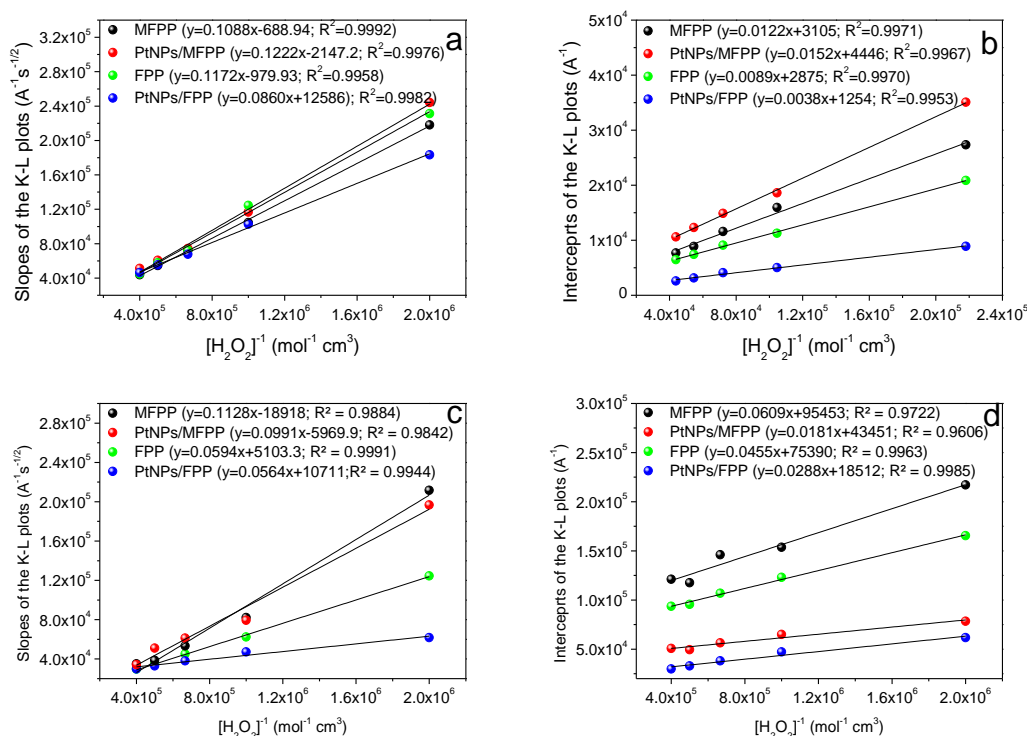 a
MFPP (y=0.1088x-688.94; R²=0.9992)
PtNPs/MFPP (y=0.1222x-2147.2; R²=0.9976)
FPP (y=0.1172x-979.93; R²=0.9958)
PtNPs/FPP (y=0.0860x+12586); R²=0.9982)
Slopes of the K-L plots (A⁻¹s⁻¹/²)
3.2x10⁵
2.8x10⁵
2.4x10⁵
2.0x10⁵
1.6x10⁵
1.2x10⁵
8.0x10⁴
4.0x10⁴
4.0x10⁵
8.0x10⁵
1.2x10⁶
1.6x10⁶
2.0x10⁶
[H₂O₂]⁻¹ (mol⁻¹ cm³)
b
MFPP (y=0.0122x+3105; R²=0.9971)
PtNPs/MFPP (y=0.0152x+4446; R²=0.9967)
FPP (y=0.0089x+2875; R²=0.9970)
PtNPs/FPP (y=0.0038x+1254; R²=0.9953)
Interceprts of the K-L plots (A⁻¹)
5x10⁴
4x10⁴
3x10⁴
2x10⁴
1x10⁴
0
4.0x10⁴
8.0x10⁴
1.2x10⁵
1.6x10⁵
2.0x10⁵
2.4x10⁵
[H₂O₂]⁻¹ (mol⁻¹ cm³)
c
MFPP (y=0.1128x-18918; R² = 0.9884)
PtNPs/MFPP (y=0.0991x-5969.9; R² = 0.9842)
FPP (y=0.0594x+5103.3; R² = 0.9991)
PtNPs/FPP (y=0.0564x+10711;R² = 0.9944)
Slopes of the K-L plots (A⁻¹s⁻¹/²)
2.8x10⁵
2.4x10⁵
2.0x10⁵
1.6x10⁵
1.2x10⁵
8.0x10⁴
4.0x10⁴
4.0x10⁵
8.0x10⁵
1.2x10⁶
1.6x10⁶
2.0x10⁶
[H₂O₂]⁻¹ (mol⁻¹ cm³)
d
MFPP (y=0.0609x+95453; R² = 0.9722)
PtNPs/MFPP (y=0.0181x+43451; R² = 0.9606)
FPP (y=0.0455x+75390; R² = 0.9963)
PtNPs/FPP (y=0.0288x+18512; R² = 0.9985)
Interceprts of the K-L plots (A⁻¹)
3.0x10⁵
2.5x10⁵
2.0x10⁵
1.5x10⁵
1.0x10⁵
5.0x10⁴
4.0x10⁵
8.0x10⁵
1.2x10⁶
1.6x10⁶
2.0x10⁶
[H₂O₂]⁻¹ (mol⁻¹ cm³)